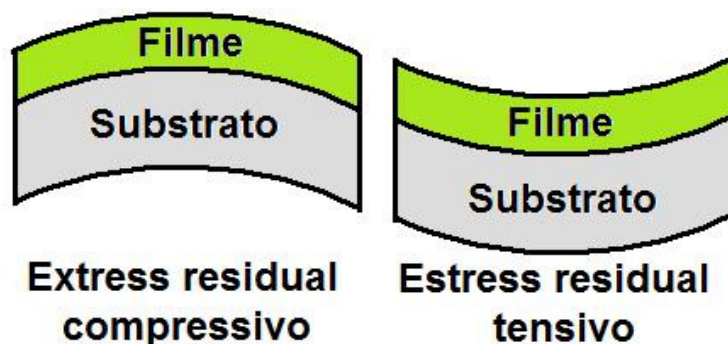 Filme
Substrato
Extress residual
compressivo
Filme
Substrato
Estress residual
tensivo